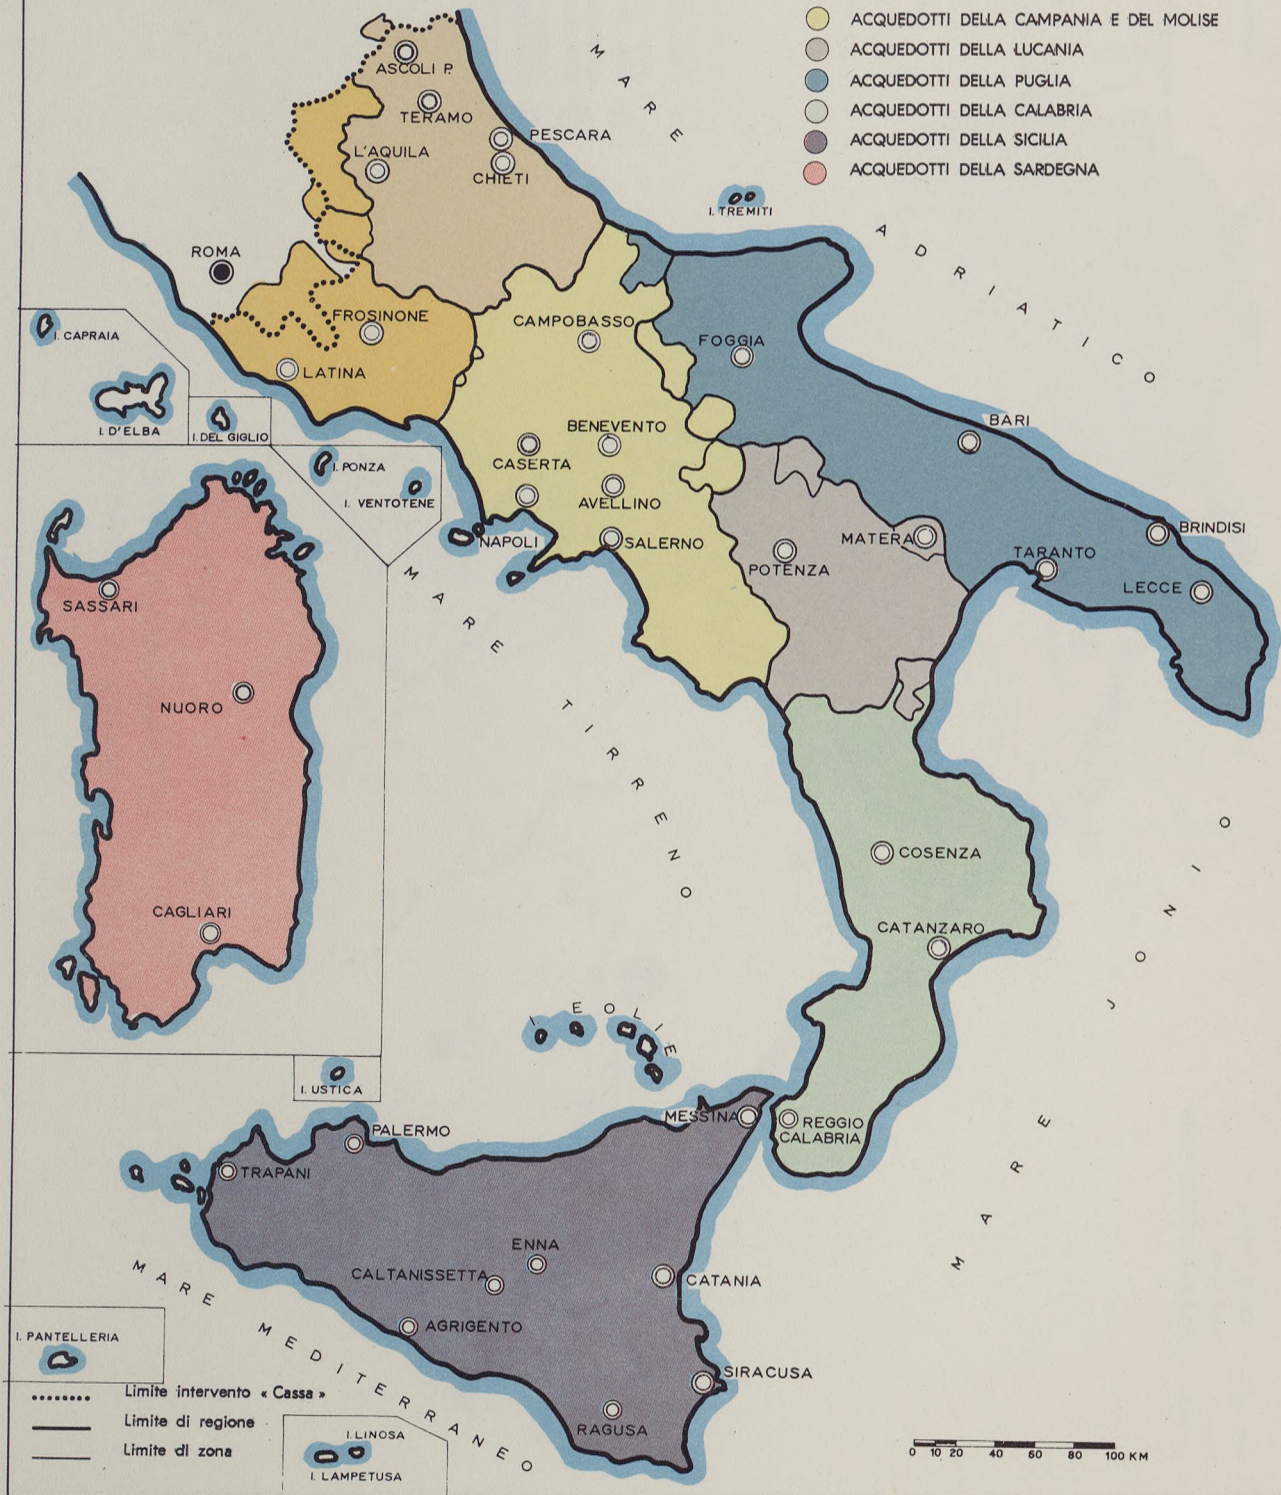 ACQUEDOTTI DELLA CAMPANIA E DEL MOLISE
ACQUEDOTTI DELLA LUCANIA
ACQUEDOTTI DELLA PUGLIA
ACQUEDOTTI DELLA CALABRIA
ACQUEDOTTI DELLA SICILIA
ACQUEDOTTI DELLA SARDEGNA
MARE ADRIATICO
ASCOLI P.
TERAMO
PESCARA
L'AQUILA
CHIETI
I. TREMITI
ROMA
FROSINONE
CAMPOBASSO
I. CAPRAIA
FOGGIA
LATINA
I. D'ELBA
I. DEL GIGLIO
BENEVENTO
BARI
CASERTA
I. PONZA
I. VENTOTENE
AVELLINO
NAPOLI
SALERNO
MATERA
BRINDISI
POTENZA
TARANTO
LECCE
MARE TIRRENO
SASSARI
NUORO
COSENZA
CAGLIARI
CATANZARO
MARE JONIO
I EOLIE
I. USTICA
MESSINA
REGGIO
CALABRIA
PALERMO
TRAPANI
ENNA
CALTANISSETTA
CATANIA
AGRIGENTO
MARE MEDITERRANEO
I. PANTELLERIA
SIRACUSA
RAGUSA
Limite intervento « Cassa »
Limite di regione
Limite di zona
I. LINOSA
I. LAMPETUSA
0 10 20 40 60 80 100 KM